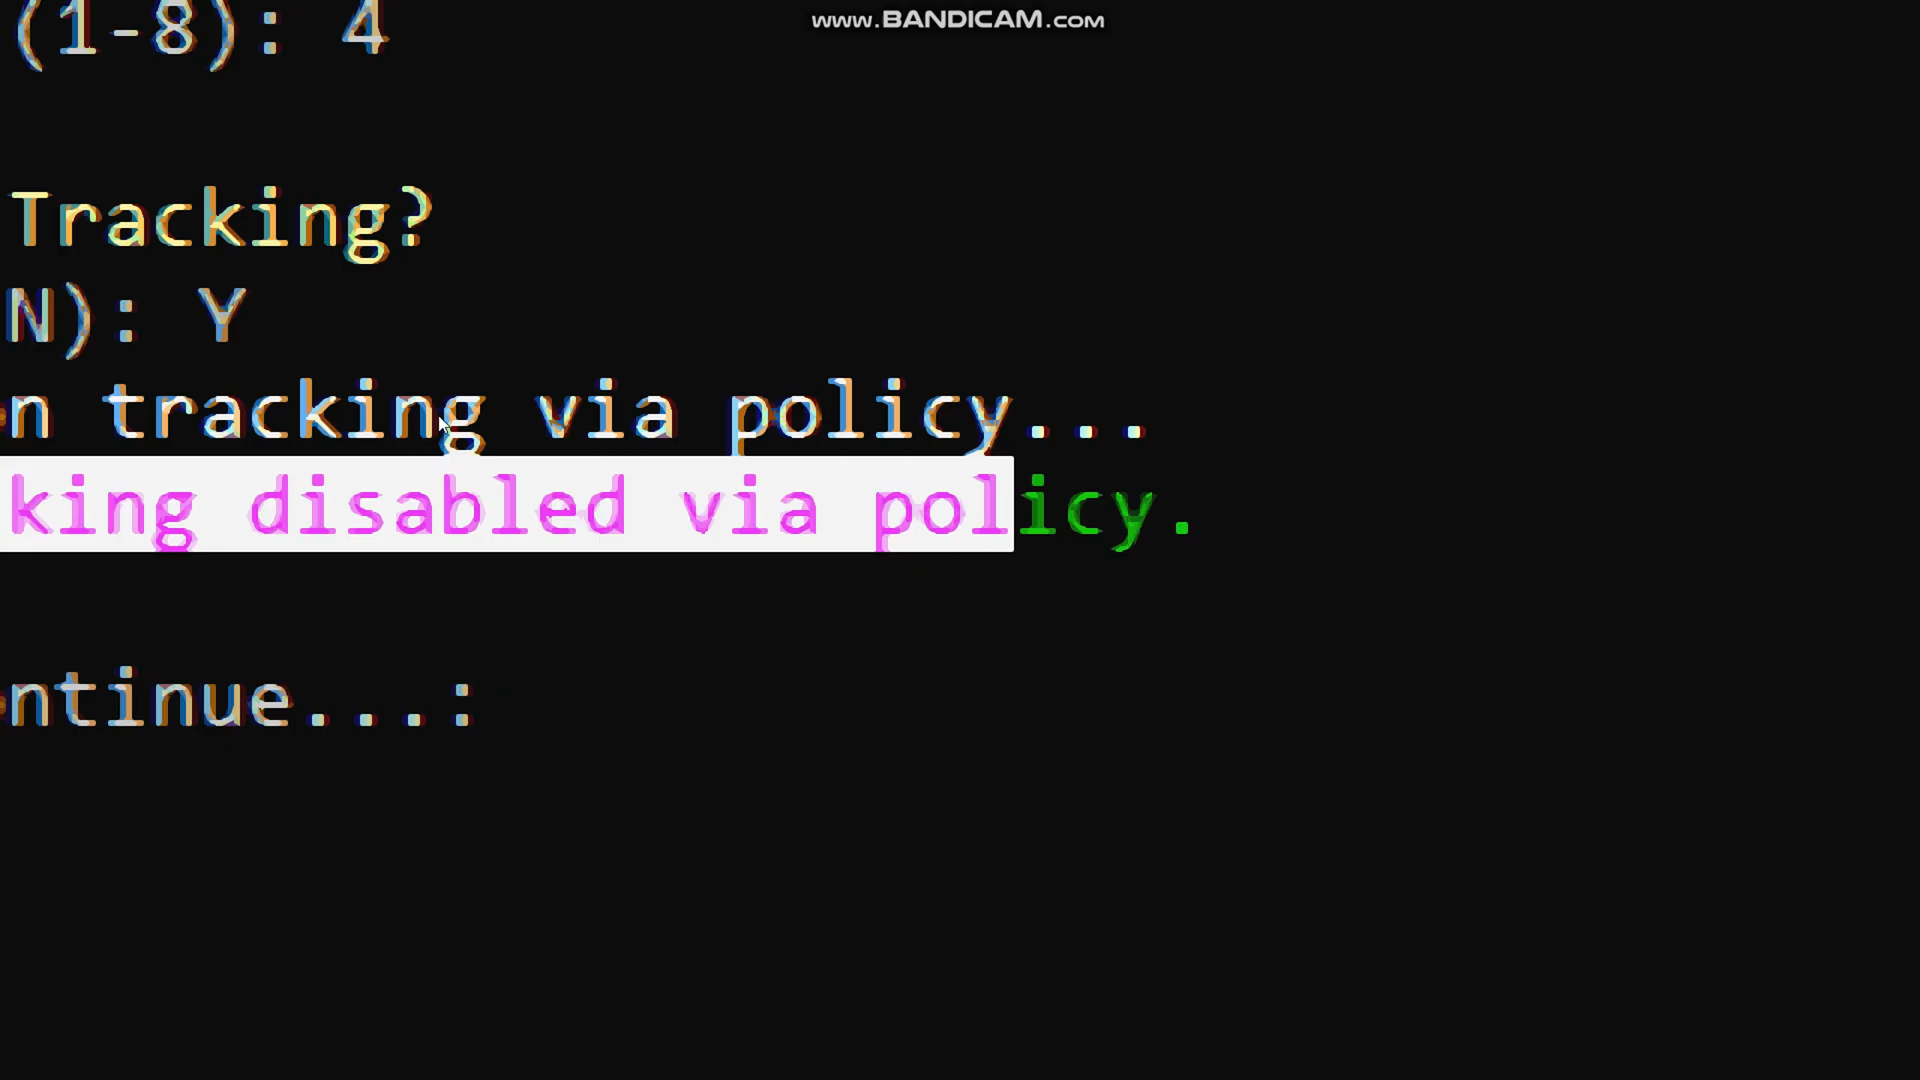 www.BANDICAM.com
(1-8): 4
Tracking?
N): Y
n tracking via policy...
king disabled via policy.
ntinue...: